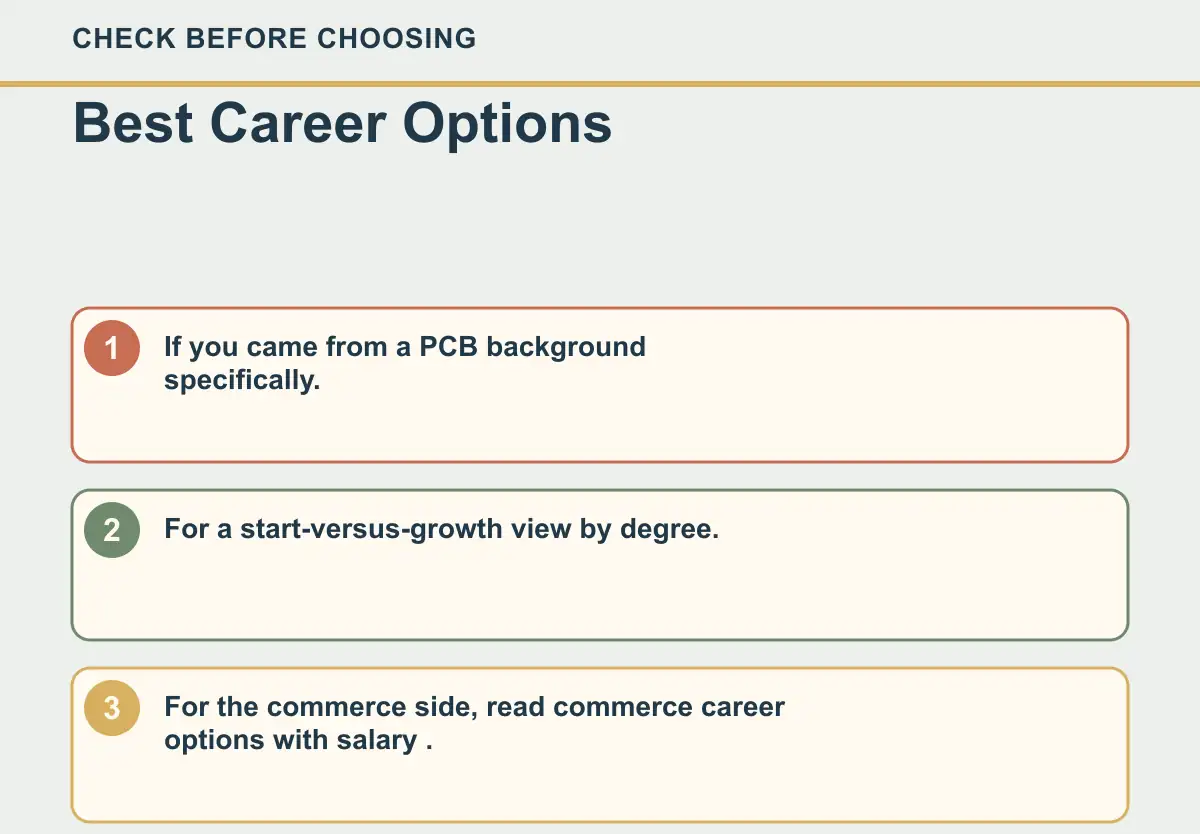 CHECK BEFORE CHOOSING
Best Career Options
1
If you came from a PCB background
specifically.
2
For a start-versus-growth view by degree.
3
For the commerce side, read commerce career
options with salary .